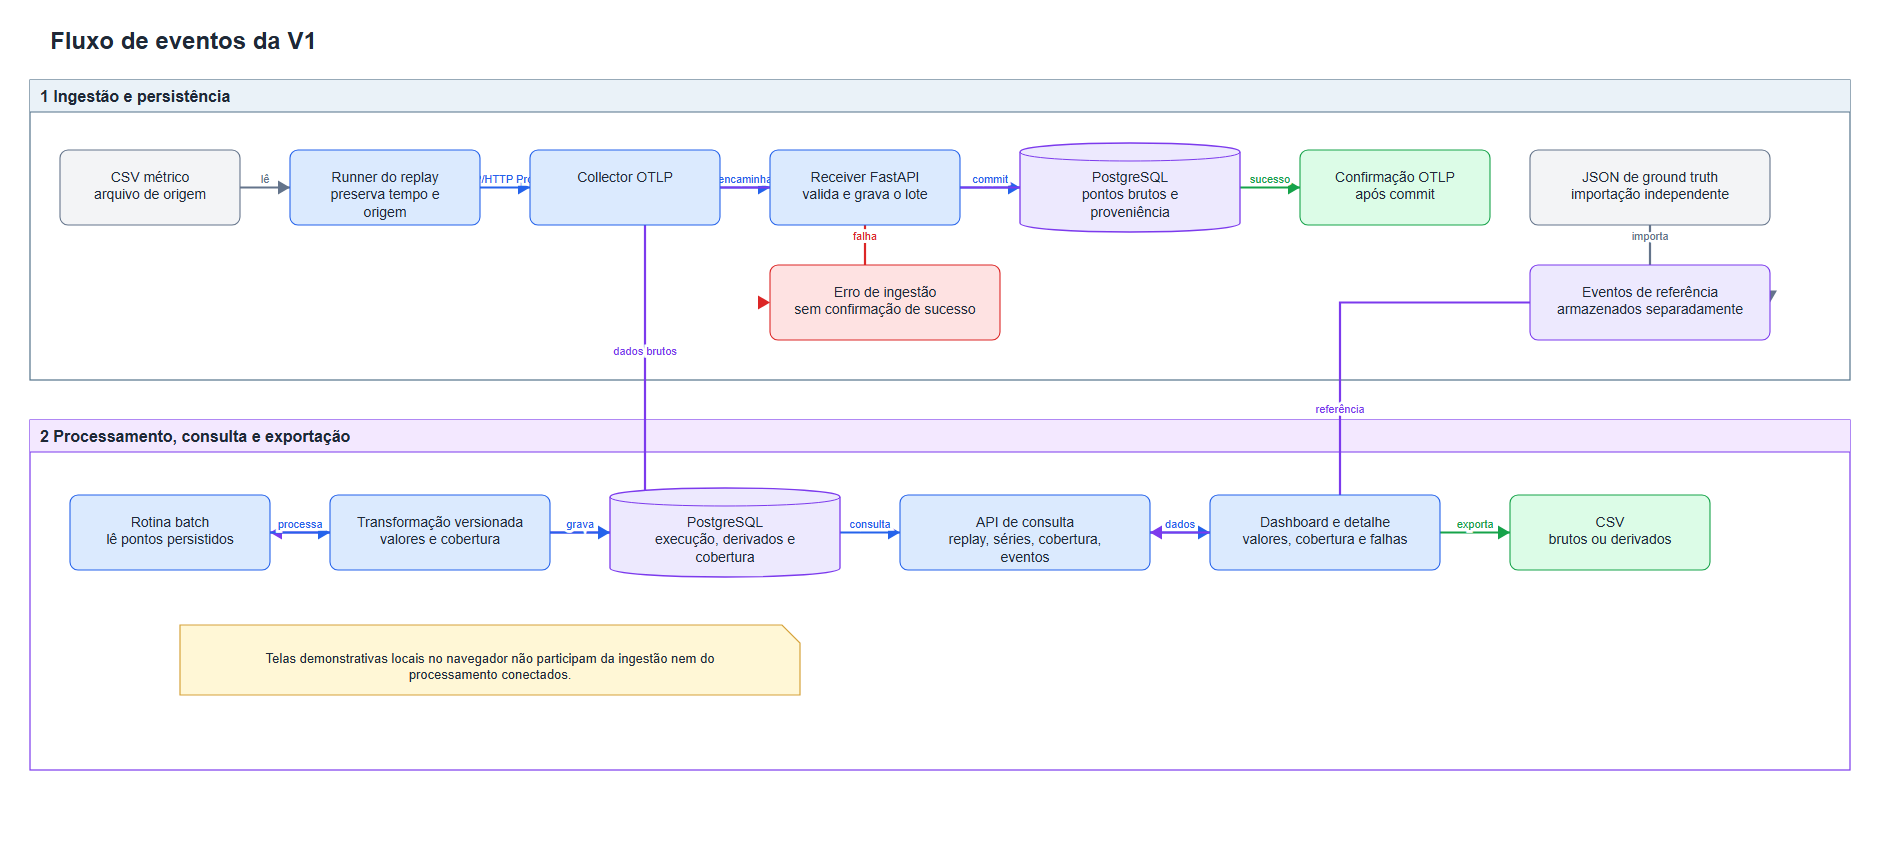 Fluxo de eventos da V1
1 Ingestão e persistência
CSV métrico
arquivo de origem
lê
Runner do replay
preserva tempo e
origem
/HTTP Pr
Collector OTLP
encaminha
Receiver FastAPI
valida e grava o lote
commit
PostgreSQL
pontos brutos e
proveniência
sucesso
Confirmação OTLP
após commit
JSON de ground truth
importação independente
falha
importa
Erro de ingestão
sem confirmação de sucesso
Eventos de referência
armazenados separadamente
dados brutos
referência
2 Processamento, consulta e exportação
Rotina batch
lê pontos persistidos
processa
Transformação versionada
valores e cobertura
grava
PostgreSQL
execução, derivados e
cobertura
consulta
API de consulta
replay, séries, cobertura,
eventos
dados
Dashboard e detalhe
valores, cobertura e falhas
exporta
CSV
brutos ou derivados
Telas demonstrativas locais no navegador não participam da ingestão nem do
processamento conectados.